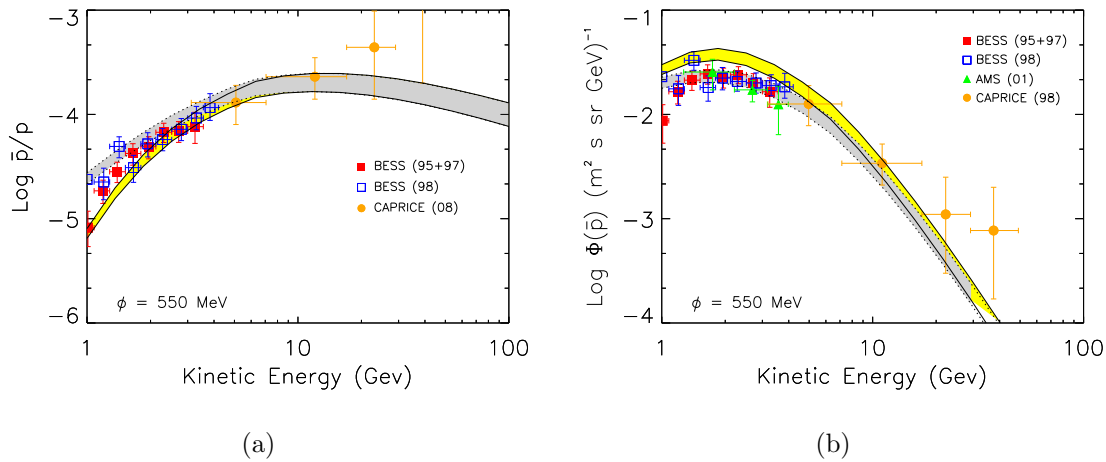 −3
−4
−5
−6
Log p̄/p
BESS (95+97)
BESS (98)
CAPRICE (08)
ϕ = 550 MeV
1
10
100
Kinetic Energy (Gev)
(a)
−1
−2
−3
−4
Log Φ(p̄) (m² s sr GeV)⁻¹
BESS (95+97)
BESS (98)
AMS (01)
CAPRICE (98)
ϕ = 550 MeV
1
10
100
Kinetic Energy (Gev)
(b)